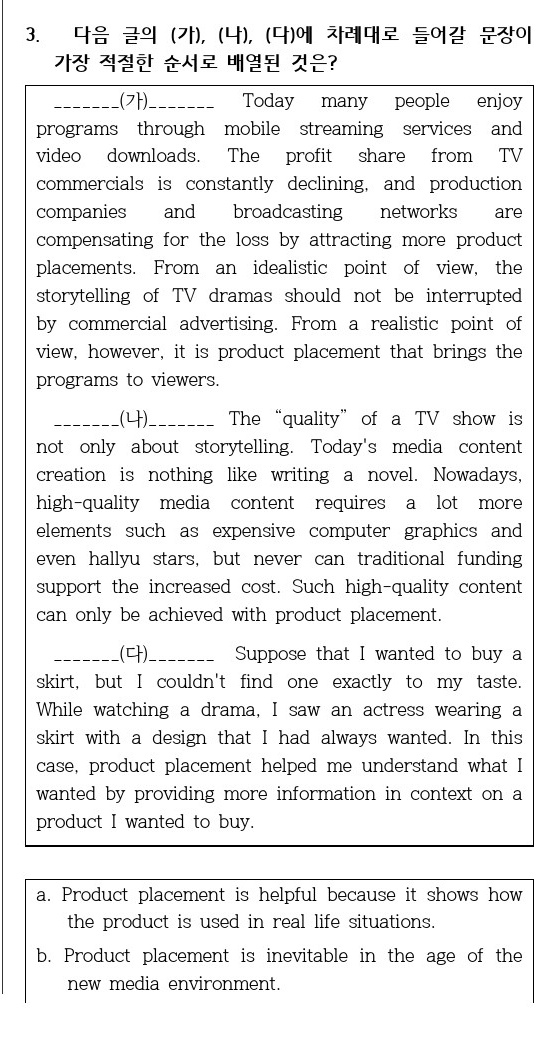 3. 다음 글의 (가), (나), (다)에 차례대로 들어갈 문장이
가장 적절한 순서로 배열된 것은?
_______(가)_______ Today many people enjoy
programs through mobile streaming services and
video downloads. The profit share from TV
commercials is constantly declining, and production
companies and broadcasting networks are
compensating for the loss by attracting more product
placements. From an idealistic point of view, the
storytelling of TV dramas should not be interrupted
by commercial advertising. From a realistic point of
view, however, it is product placement that brings the
programs to viewers.
_______(나)_______ The “quality” of a TV show is
not only about storytelling. Today's media content
creation is nothing like writing a novel. Nowadays,
high-quality media content requires a lot more
elements such as expensive computer graphics and
even hallyu stars, but never can traditional funding
support the increased cost. Such high-quality content
can only be achieved with product placement.
_______(다)_______ Suppose that I wanted to buy a
skirt, but I couldn't find one exactly to my taste.
While watching a drama, I saw an actress wearing a
skirt with a design that I had always wanted. In this
case, product placement helped me understand what I
wanted by providing more information in context on a
product I wanted to buy.
a. Product placement is helpful because it shows how
the product is used in real life situations.
b. Product placement is inevitable in the age of the
new media environment.